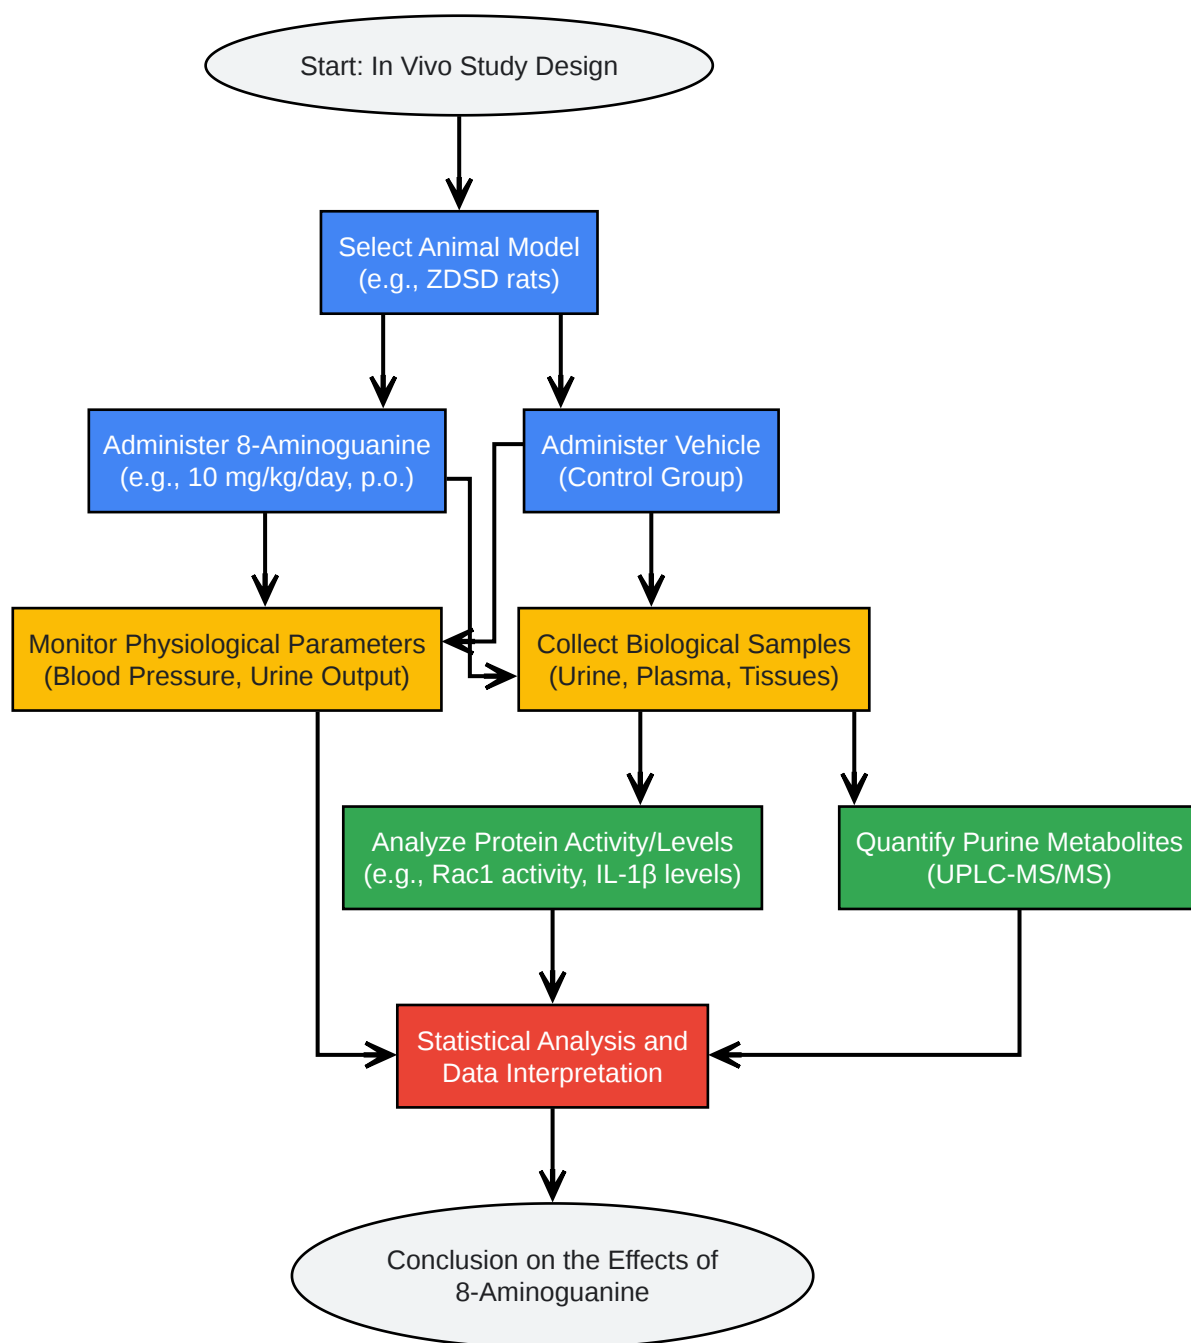 Start: In Vivo Study Design
Select Animal Model
(e.g., ZDSD rats)
Administer 8-Aminoguanine
(e.g., 10 mg/kg/day, p.o.)
Administer Vehicle
(Control Group)
Monitor Physiological Parameters
(Blood Pressure, Urine Output)
Collect Biological Samples
(Urine, Plasma, Tissues)
Analyze Protein Activity/Levels
(e.g., Rac1 activity, IL-1β levels)
Quantify Purine Metabolites
(UPLC-MS/MS)
Statistical Analysis and
Data Interpretation
Conclusion on the Effects of
8-Aminoguanine